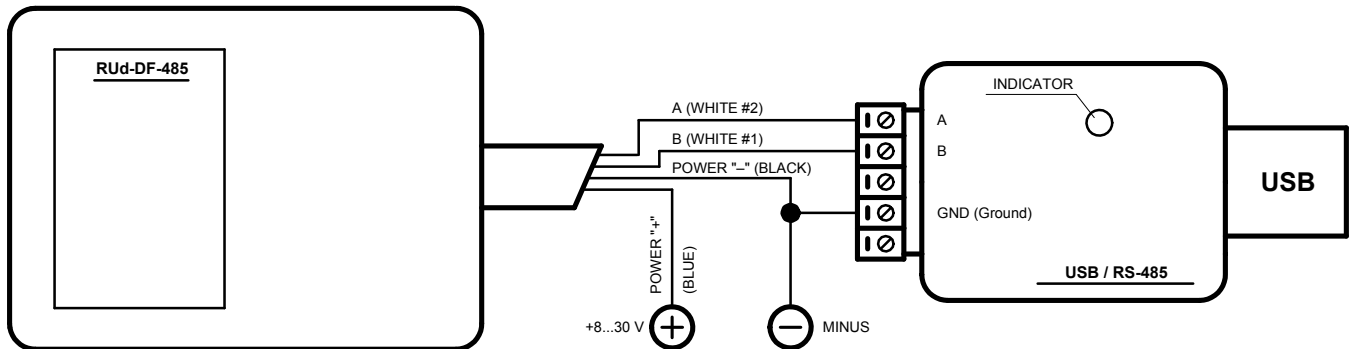 RUd-DF-485
A (WHITE #2)
B (WHITE #1)
POWER "–" (BLACK)
POWER "+"
(BLUE)
+8...30 V
MINUS
INDICATOR
A
B
GND (Ground)
USB / RS-485
USB